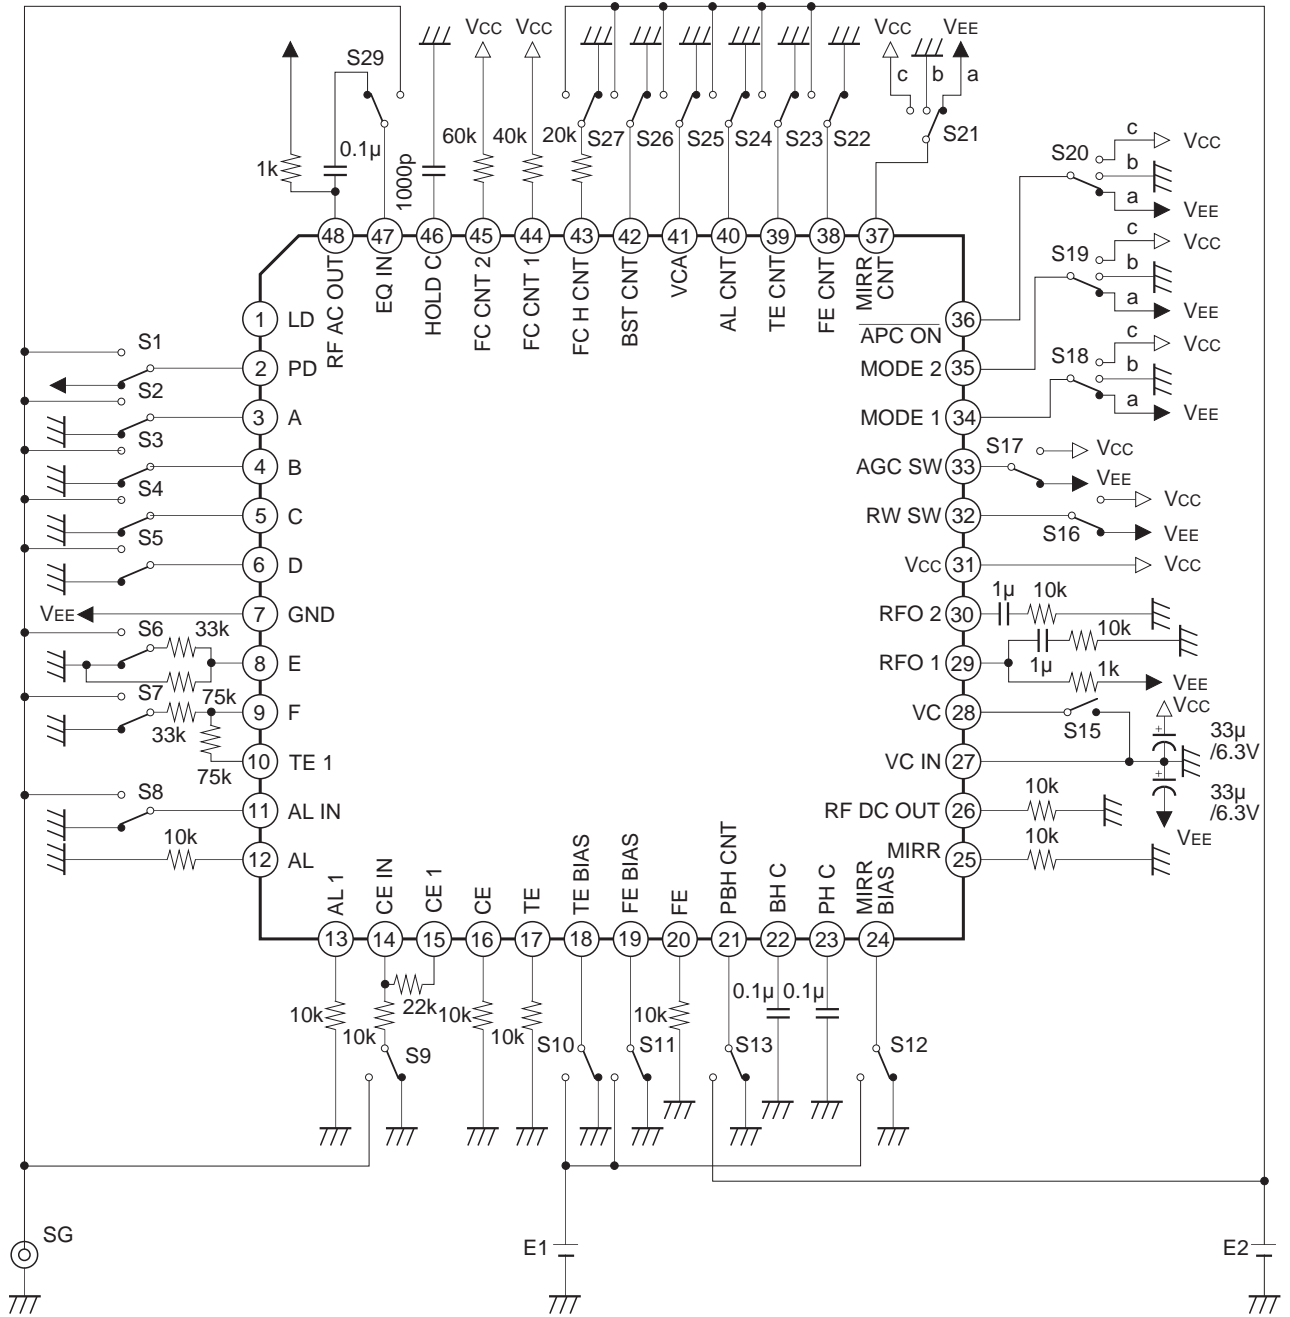 S29
VCC
VCC
VCC
VEE
c
b
a
S27
S26
S25
S24
S23
S22
S21
1k
0.1µ
1000p
60k
40k
20k
S20
c
VCC
b
a
VEE
S19
c
VCC
b
a
VEE
S18
c
VCC
b
a
VEE
48
47
46
45
44
43
42
41
40
39
38
37
RF AC OUT
EQ IN
HOLD C
FC CNT 2
FC CNT 1
FC H CNT
BST CNT
VCA
AL CNT
TE CNT
FE CNT
MIRR
CNT
1
LD
S1
2
PD
S2
3
A
S3
4
B
S4
5
C
S5
6
D
VEE
7
GND
S6
33k
8
E
75k
S7
33k
9
F
75k
10
TE 1
S8
11
AL IN
10k
12
AL
APC ON
36
MODE 2
35
MODE 1
34
AGC SW
33
S17
VCC
VEE
RW SW
32
S16
VCC
VEE
VCC
31
VCC
RFO 2
30
1µ
10k
RFO 1
29
1µ
10k
1k
VEE
VC
28
S15
VCC
33µ
/6.3V
VC IN
27
33µ
/6.3V
VEE
RF DC OUT
26
10k
MIRR
25
10k
AL 1
CE IN
CE 1
CE
TE
TE BIAS
FE BIAS
FE
PBH CNT
BH C
PH C
MIRR
BIAS
13
14
15
16
17
18
19
20
21
22
23
24
10k
10k
22k
10k
10k
10k
0.1µ
0.1µ
S9
S10
S11
S13
S12
SG
E1
E2